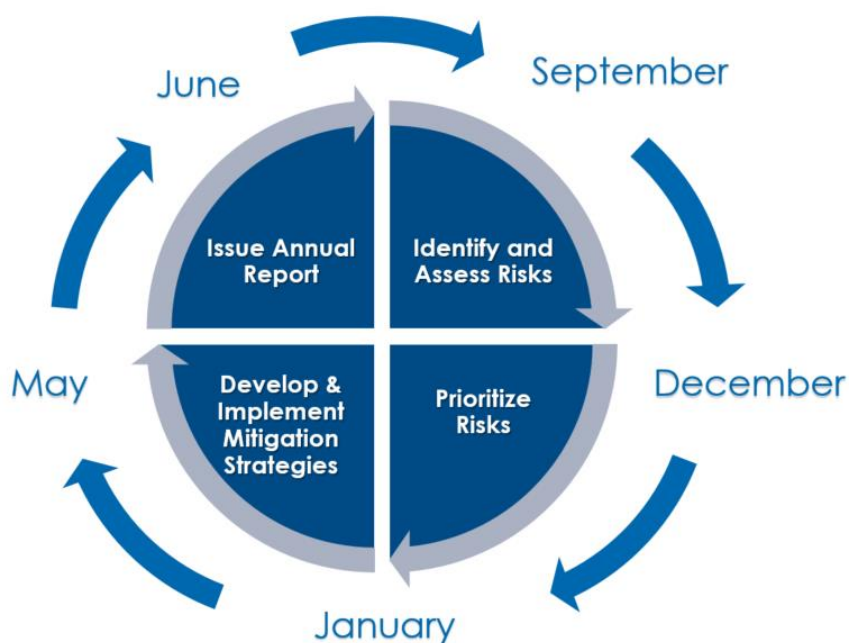 June
September
Issue Annual
Report
Identify and
Assess Risks
May
Develop &
Implement
Mitigation
Strategies
Prioritize
Risks
December
January